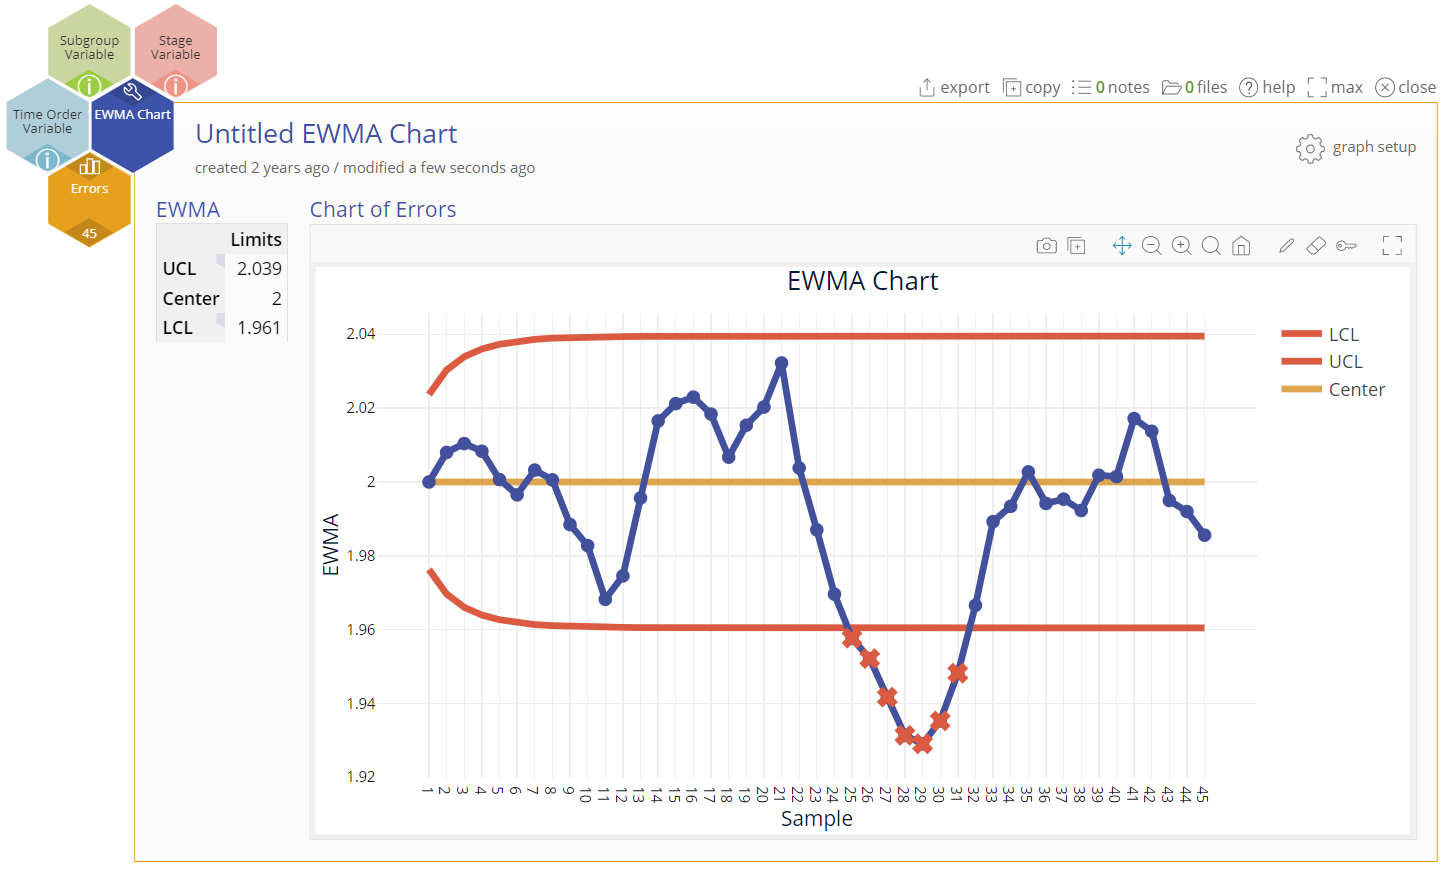 Subgroup
Variable
Stage
Variable
Time Order
Variable
EWMA Chart
Errors
45
export
copy
0 notes
0 files
help
max
close
Untitled EWMA Chart
created 2 years ago / modified a few seconds ago
graph setup
EWMA
Limits
UCL 2.039
Center 2
LCL 1.961
Chart of Errors
EWMA Chart
2.04
2.02
2
1.98
1.96
1.94
1.92
EWMA
1 2 3 4 5 6 7 8 9 10 11 12 13 14 15 16 17 18 19 20 21 22 23 24 25 26 27 28 29 30 31 32 33 34 35 36 37 38 39 40 41 42 43 44 45
Sample
LCL
UCL
Center